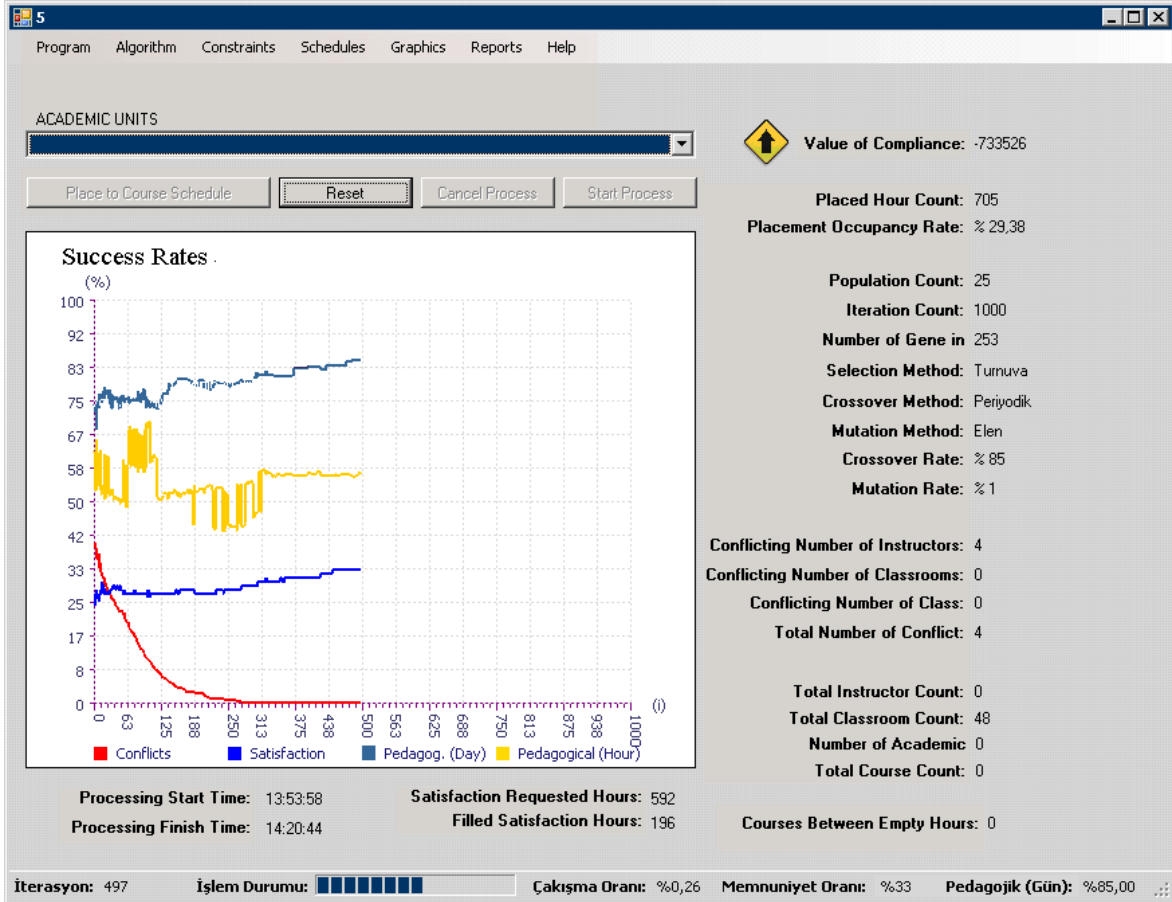 5
Program Algorithm Constraints Schedules Graphics Reports Help
ACADEMIC UNITS
Place to Course Schedule Reset Cancel Process Start Process
Success Rates
(%)
100
92
83
75
67
58
50
42
33
25
17
8
0
0 63 125 188 250 313 375 438 500 563 625 688 750 813 875 938 1000 (i)
Conflicts Satisfaction Pedagog. (Day) Pedagogical (Hour)
Processing Start Time: 13:53:58
Processing Finish Time: 14:20:44
Satisfaction Requested Hours: 592
Filled Satisfaction Hours: 196
Value of Compliance: -733526
Placed Hour Count: 705
Placement Occupancy Rate: % 29,38
Population Count: 25
Iteration Count: 1000
Number of Gene in 253
Selection Method: Turnuva
Crossover Method: Periyodik
Mutation Method: Elen
Crossover Rate: % 85
Mutation Rate: % 1
Conflicting Number of Instructors: 4
Conflicting Number of Classrooms: 0
Conflicting Number of Class: 0
Total Number of Conflict: 4
Total Instructor Count: 0
Total Classroom Count: 48
Number of Academic 0
Total Course Count: 0
Courses Between Empty Hours: 0
İterasyon: 497 İşlem Durumu: Çakışma Oranı: %0,26 Memnuniyet Oranı: %33 Pedagojik (Gün): %85,00